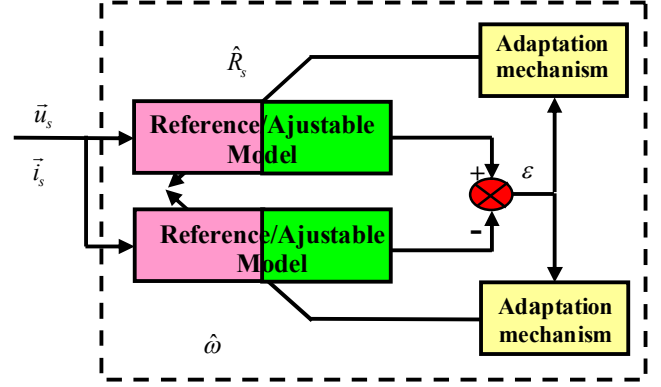 Adaptation
mechanism
R̂ₛ
u⃗ₛ
Reference/Ajustable
Model
i⃗ₛ
+
ε
-
Reference/Ajustable
Model
Adaptation
mechanism
ω̂